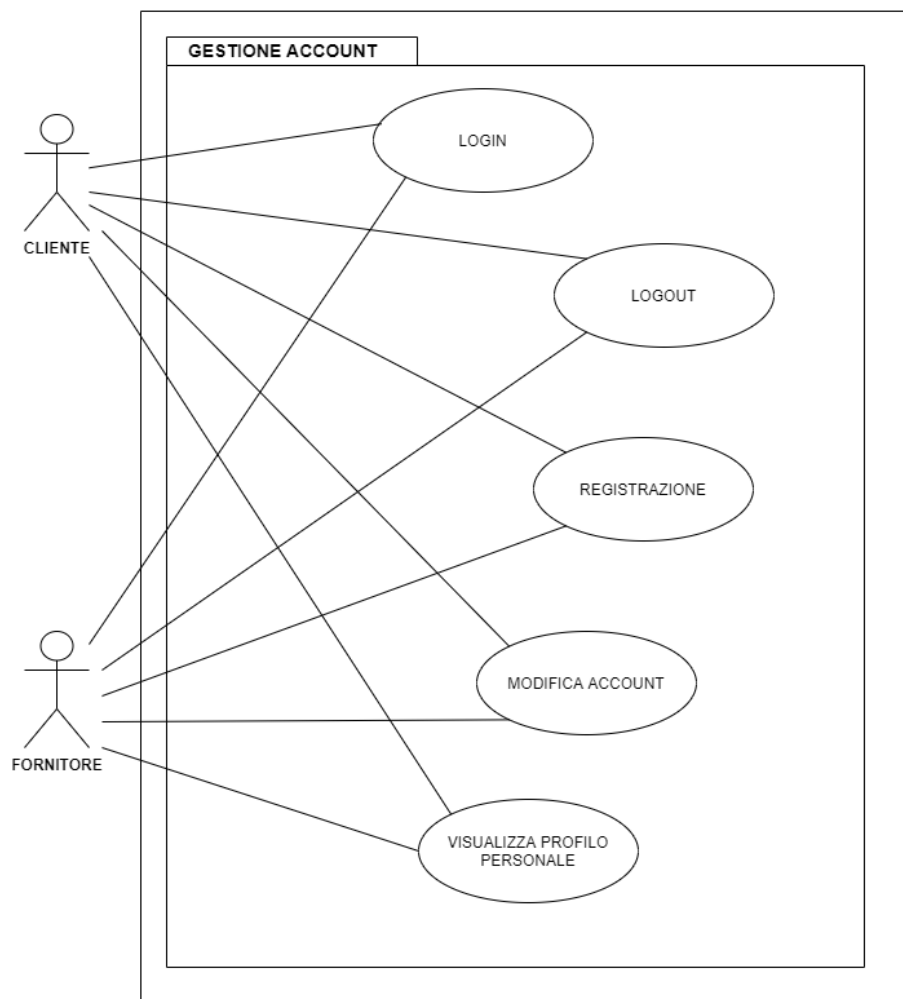 GESTIONE ACCOUNT
LOGIN
CLIENTE
LOGOUT
REGISTRAZIONE
MODIFICA ACCOUNT
FORNITORE
VISUALIZZA PROFILO
PERSONALE